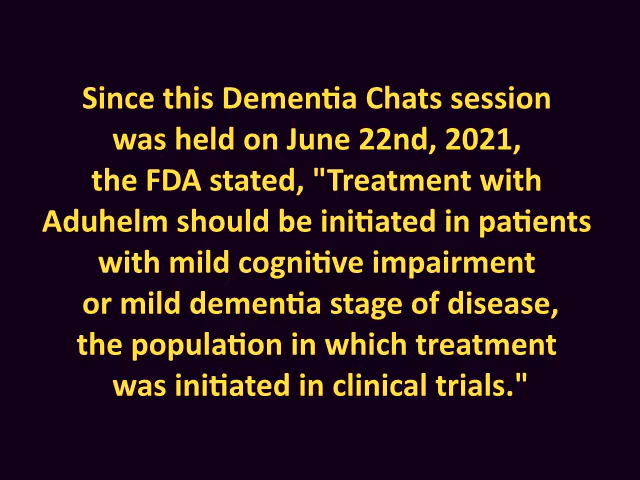 Since this Dementia Chats session
was held on June 22nd, 2021,
the FDA stated, "Treatment with
Aduhelm should be initiated in patients
with mild cognitive impairment
or mild dementia stage of disease,
the population in which treatment
was initiated in clinical trials."